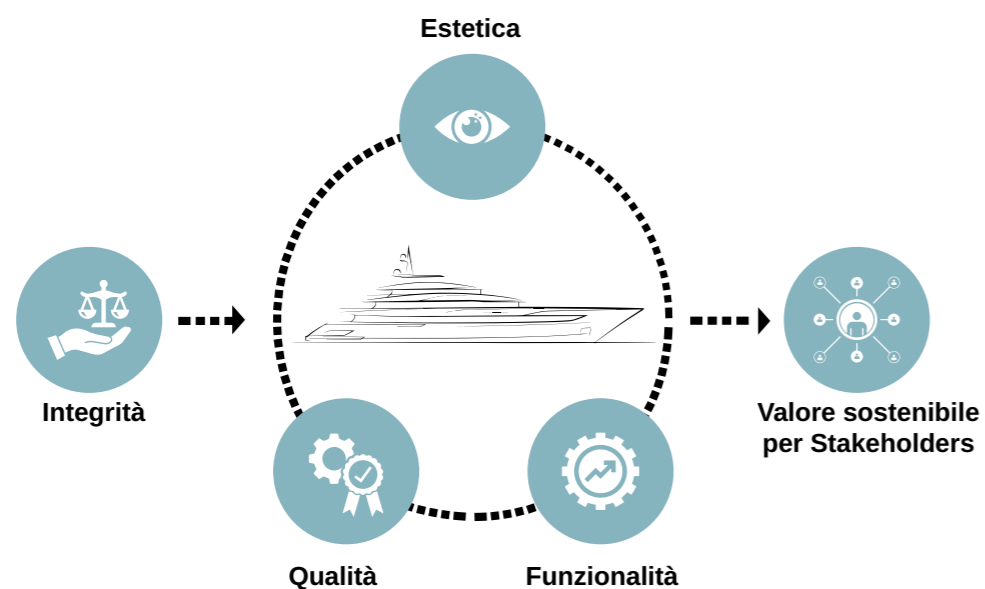 Estetica
Integrità
Valore sostenibile
per Stakeholders
Qualità
Funzionalità